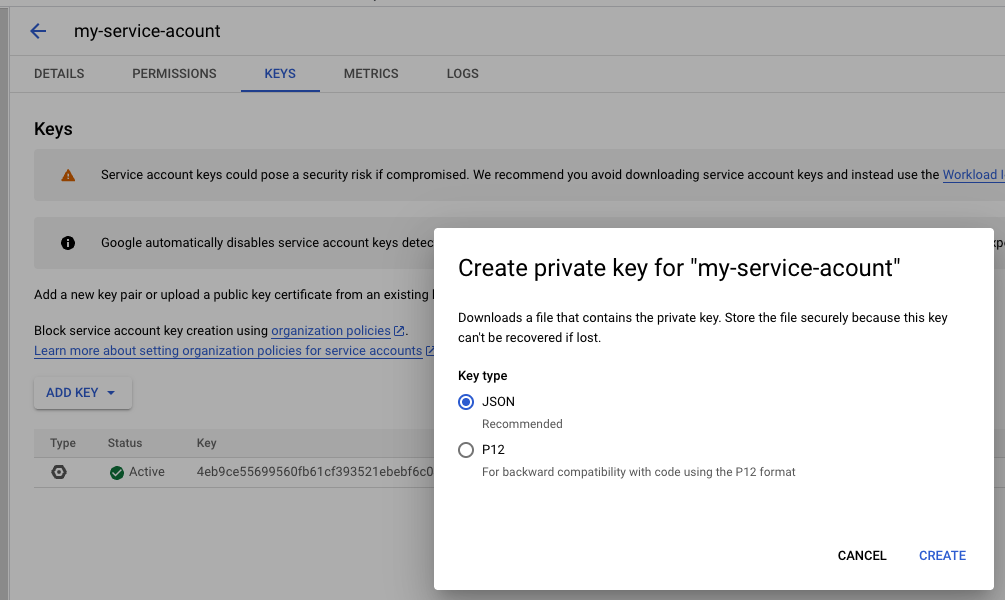 my-service-acount
DETAILS PERMISSIONS KEYS METRICS LOGS
Keys
Service account keys could pose a security risk if compromised. We recommend you avoid downloading service account keys and instead use the Workload
Google automatically disables service account keys
Add a new key pair or upload a public key certificate from an existing
Block service account key creation using organization policies.
Learn more about setting organization policies for service accounts
ADD KEY
Type Status Key
Active 4eb9ce55699560fb61cf393521ebebf6c0
Create private key for "my-service-acount"
Downloads a file that contains the private key. Store the file securely because this key
can't be recovered if lost.
Key type
JSON
Recommended
P12
For backward compatibility with code using the P12 format
CANCEL CREATE